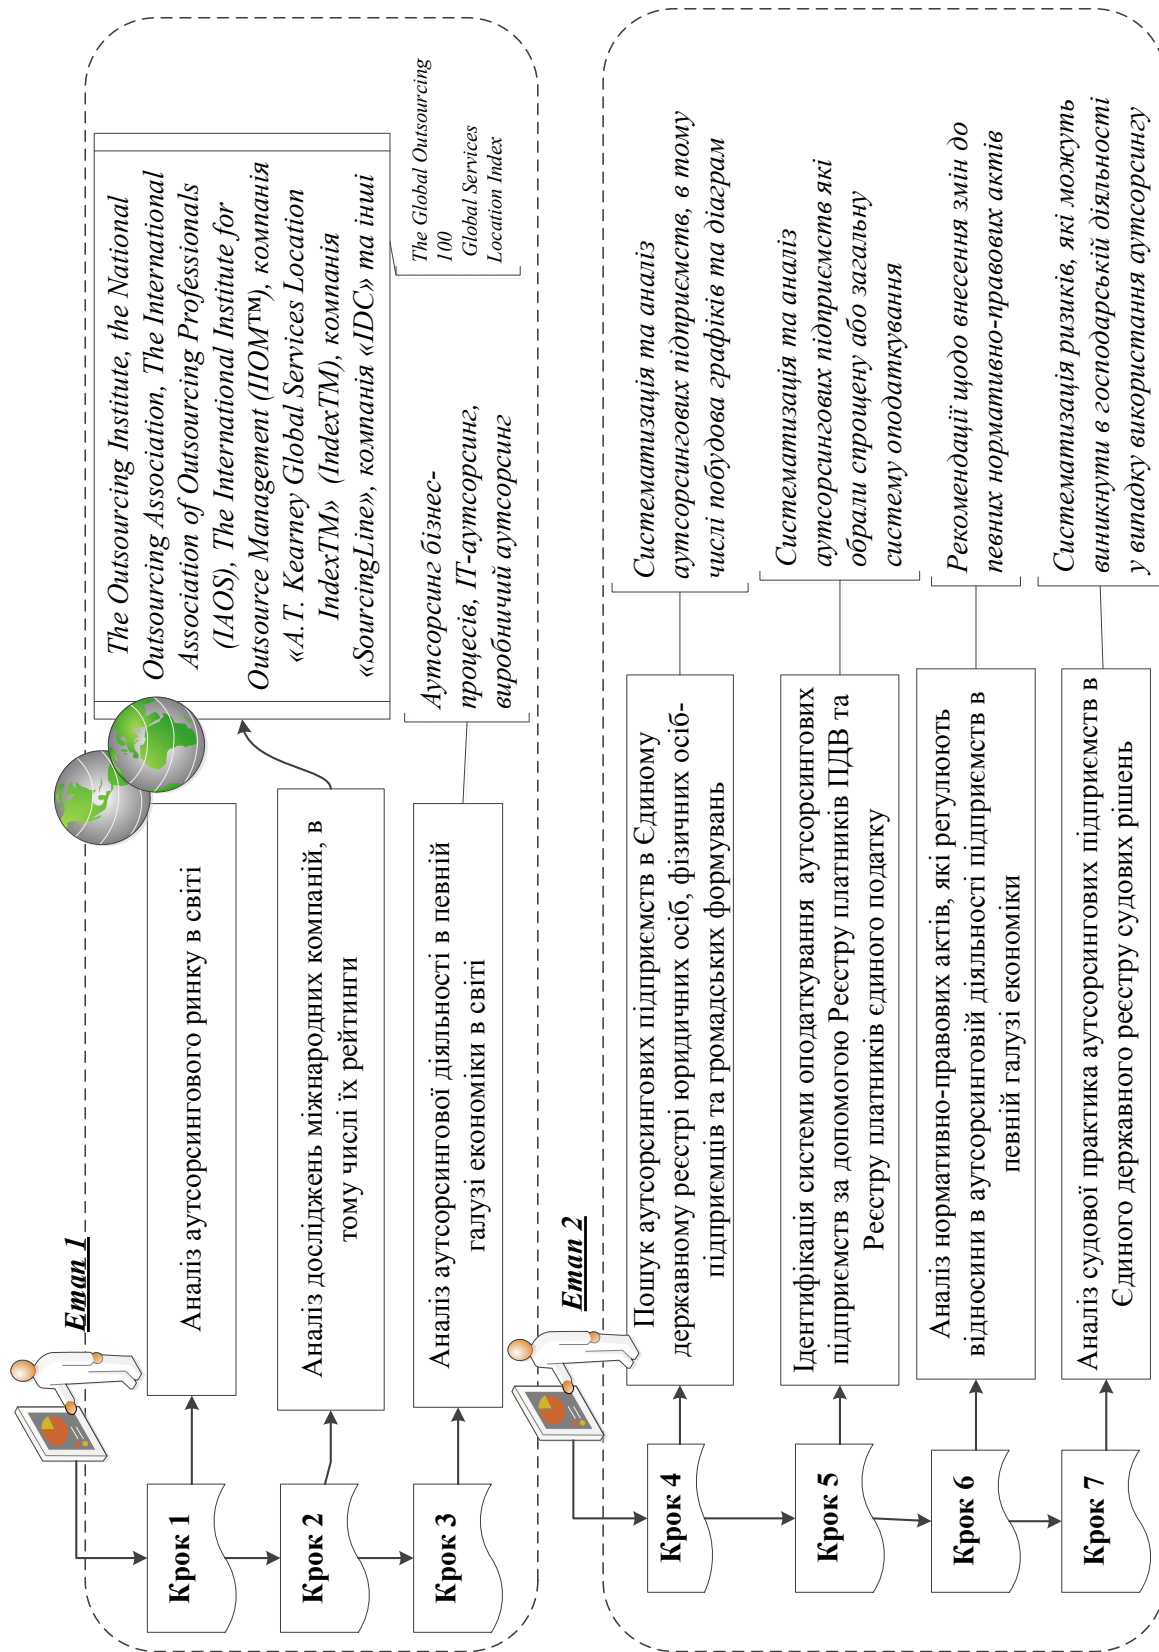 Етап 1
Крок 1
Аналіз аутсорсингового ринку в світі
Крок 2
Аналіз досліджень міжнародних компаній, в
тому числі їх рейтинги
The Outsourcing Institute, the National
Outsourcing Association, The International
Association of Outsourcing Professionals
(IAOS), The International Institute for
Outsource Management (IIOM™), компанія
«A.T. Kearney Global Services Location
IndexTM» (IndexTM), компанія
«SourcingLine», компанія «IDC» та інші
The Global Outsourcing
100
Global Services
Location Index
Крок 3
Аналіз аутсорсингової діяльності в певній
галузі економіки в світі
Аутсорсинг бізнес-
процесів, ІТ-аутсорсинг,
виробничий аутсорсинг
Етап 2
Крок 4
Пошук аутсорсингових підприємств в Єдиному
державному реєстрі юридичних осіб, фізичних осіб-
підприємців та громадських формувань
Систематизація та аналіз
аутсорсингових підприємств, в тому
числі побудова графіків та діаграм
Крок 5
Ідентифікація системи оподаткування аутсорсингових
підприємств за допомогою Реєстру платників ПДВ та
Реєстру платників єдиного податку
Систематизація та аналіз
аутсорсингових підприємств які
обрали спрощену або загальну
систему оподаткування
Крок 6
Аналіз нормативно-правових актів, які регулюють
відносини в аутсорсинговій діяльності підприємств в
певній галузі економіки
Рекомендації щодо внесення змін до
певних нормативно-правових актів
Крок 7
Аналіз судової практика аутсорсингових підприємств в
Єдиного державного реєстру судових рішень
Систематизація ризиків, які можуть
виникнути в господарській діяльності
у випадку використання аутсорсингу